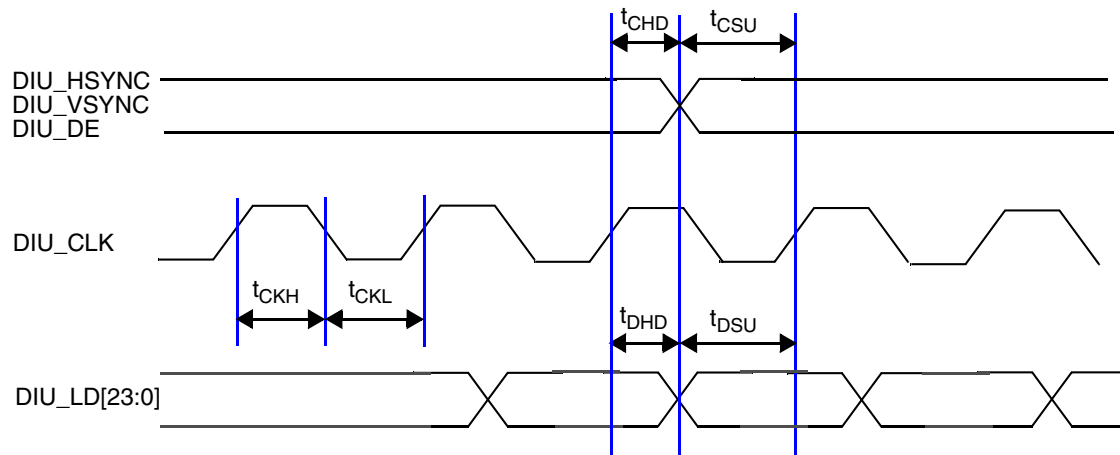 tCHD tCSU
DIU_HSYNC
DIU_VSYNC
DIU_DE
DIU_CLK
tCKH tCKL
tDHD tDSU
DIU_LD[23:0]